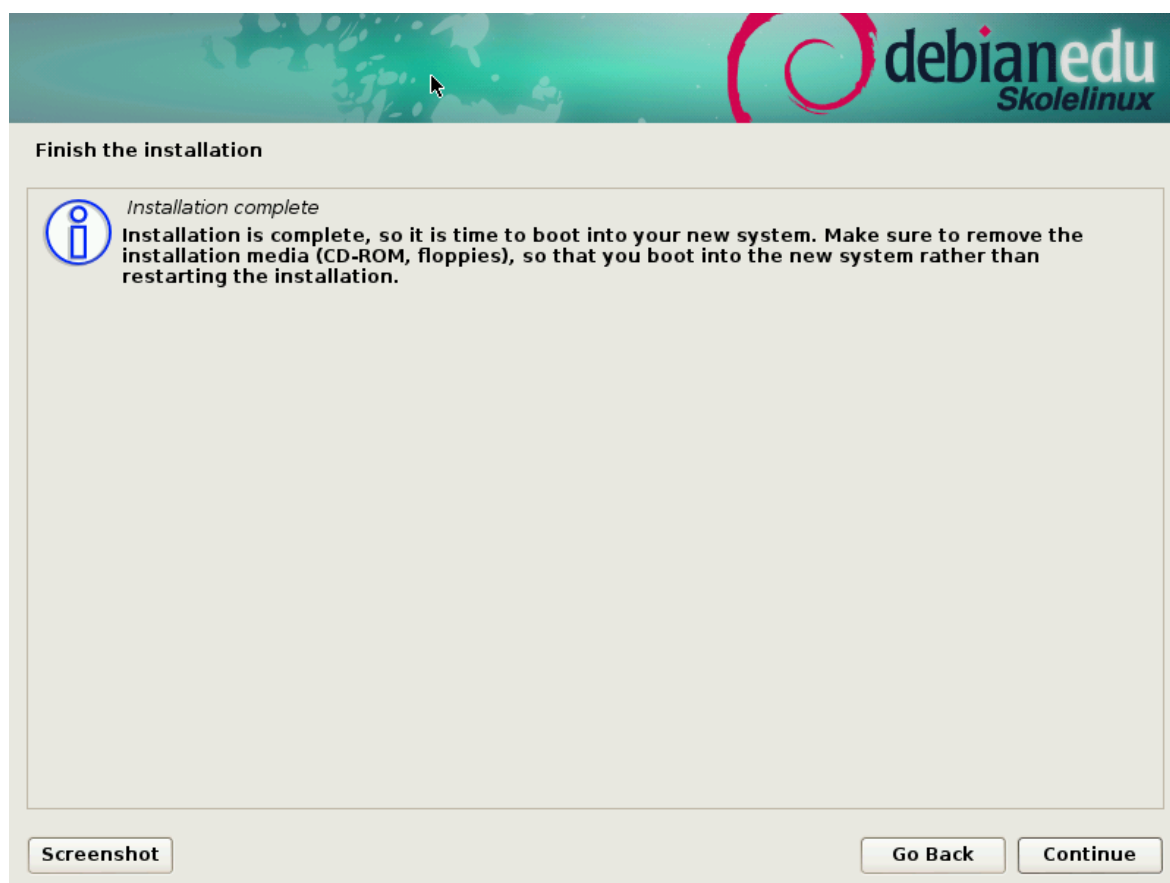 debianedu
Skolelinux
Finish the installation
Installation complete
Installation is complete, so it is time to boot into your new system. Make sure to remove the
installation media (CD-ROM, floppies), so that you boot into the new system rather than
restarting the installation.
Screenshot
Go Back
Continue